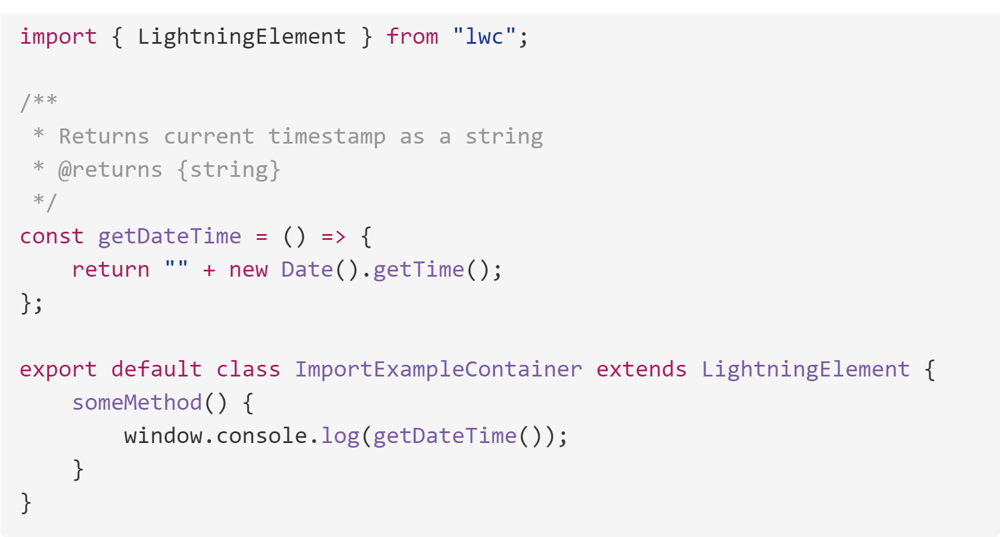 import { LightningElement } from "lwc";

/**
 * Returns current timestamp as a string
 * @returns {string}
 */
const getDateTime = () => {
    return "" + new Date().getTime();
};

export default class ImportExampleContainer extends LightningElement {
    someMethod() {
        window.console.log(getDateTime());
    }
}